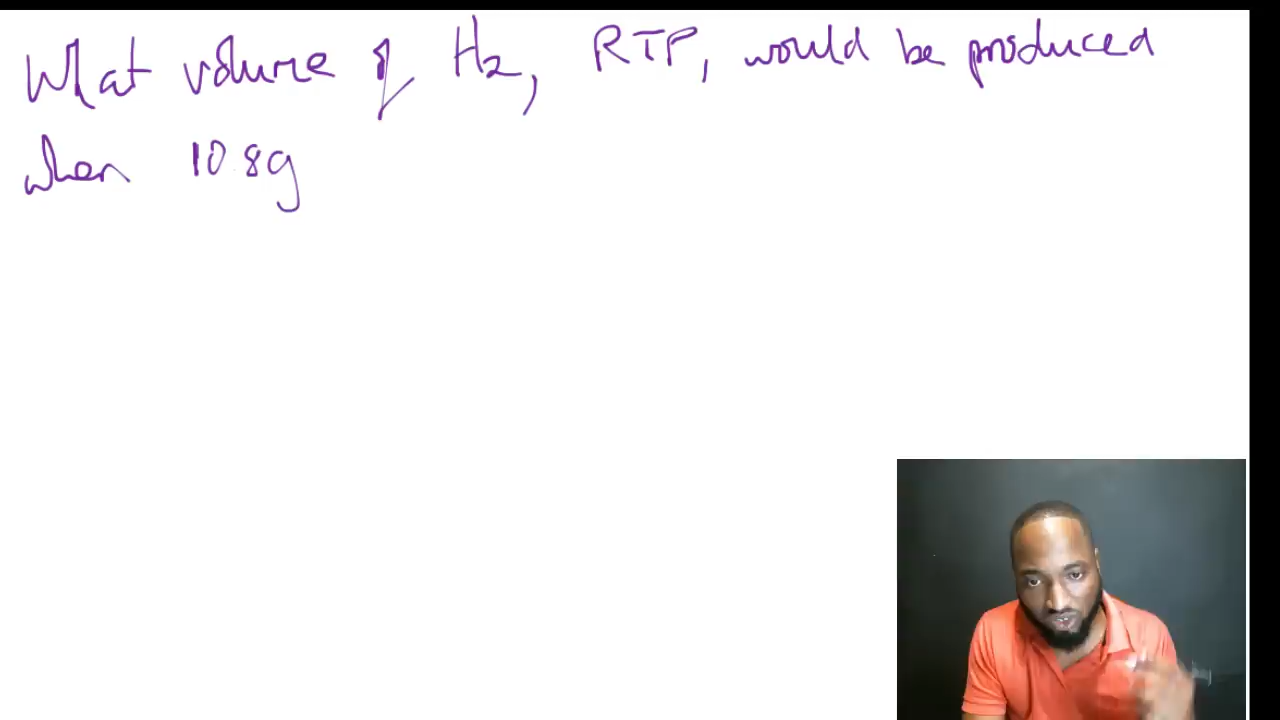 What volume of H₂, RTP, would be produced
when 10.8g